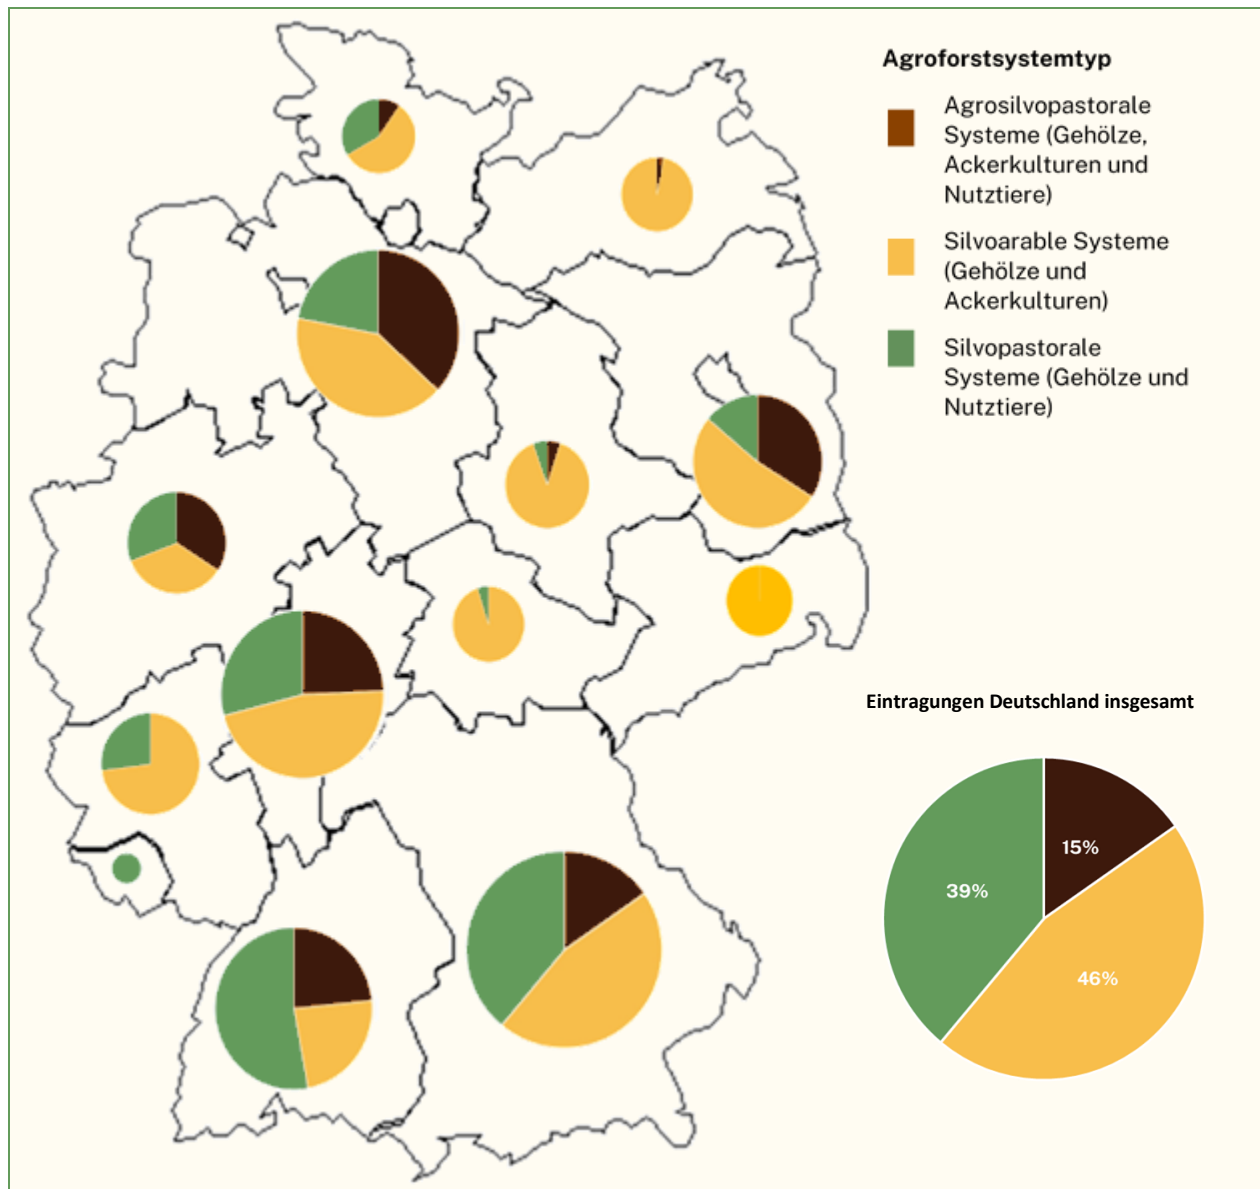 Agroforstsystemtyp
Agrosilvopastorale
Systeme (Gehölze,
Ackerkulturen und
Nutztiere)
Silvoarable Systeme
(Gehölze und
Ackerkulturen)
Silvopastorale
Systeme (Gehölze und
Nutztiere)
Eintragungen Deutschland insgesamt
15%
39%
46%